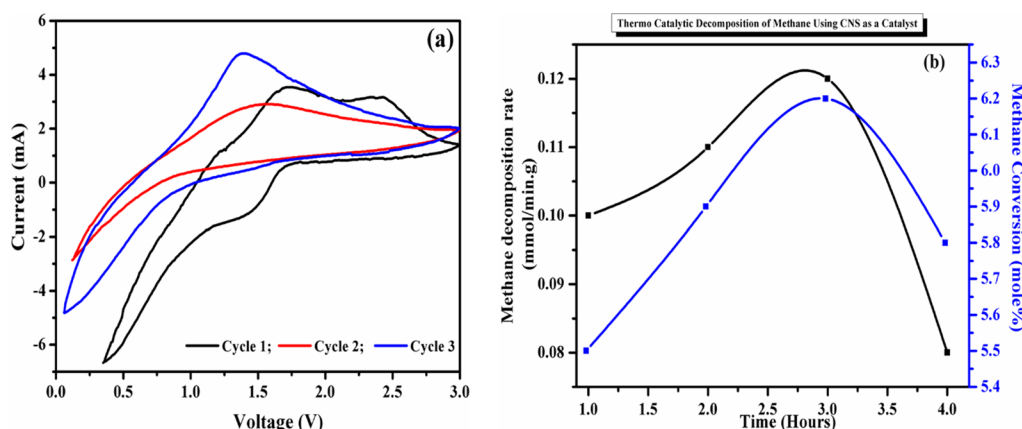 (a)
6
4
2
0
-2
-4
-6
Current (mA)
Cycle 1; Cycle 2; Cycle 3
0.0 0.5 1.0 1.5 2.0 2.5 3.0
Voltage (V)
Thermo Catalytic Decomposition of Methane Using CNS as a Catalyst
(b)
Methane decomposition rate
(mmol/min.g)
0.12
0.11
0.10
0.09
0.08
6.3
6.2
6.1
6.0
5.9
5.8
5.7
5.6
5.5
5.4
Methane Conversion (mole%)
1.0 1.5 2.0 2.5 3.0 3.5 4.0
Time (Hours)